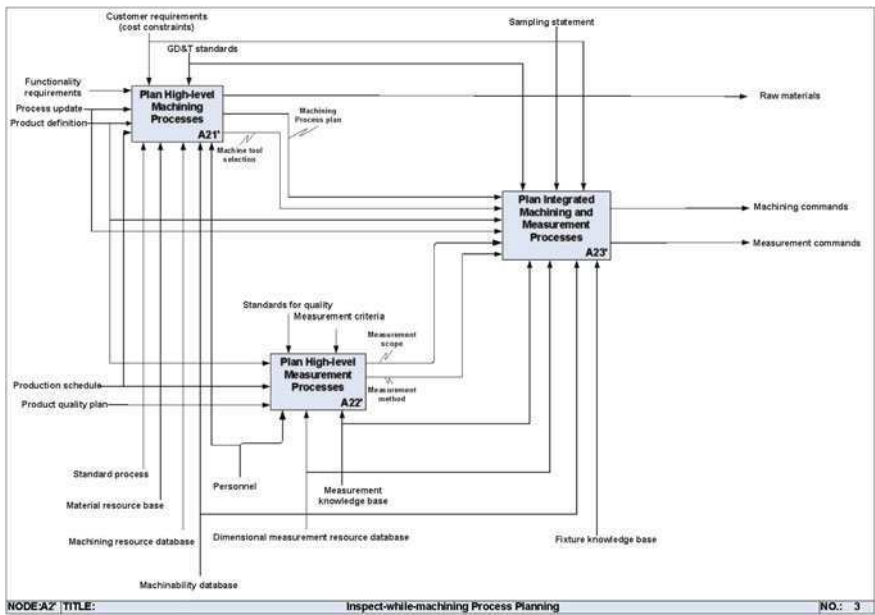 Customer requirements
(cost constraints)
Sampling statement
GD&T standards
Functionality
requirements
Process update
Product definition
Plan High-level
Machining
Processes
A21'
Machining
Process plan
Machine tool
selection
Raw materials
Plan Integrated
Machining and
Measurement
Processes
A23'
Machining commands
Measurement commands
Standards for quality
Measurement criteria
Measurement
scope
Plan High-level
Measurement
Processes
A22'
Measurement
method
Production schedule
Product quality plan
Standard process
Personnel
Measurement
knowledge base
Material resource base
Machining resource database
Dimensional measurement resource database
Fixture knowledge base
Machinability database
NODE:A2' TITLE: Inspect-while-machining Process Planning NO.: 3